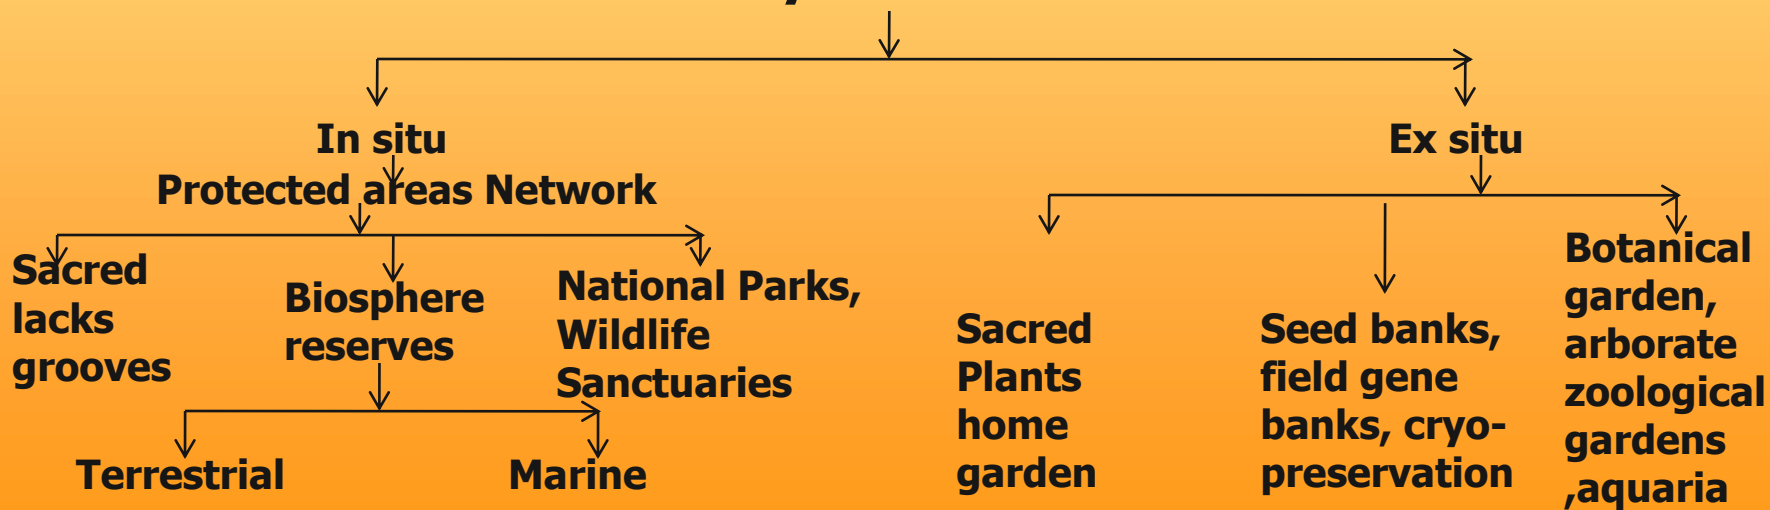 In situ
Ex situ
Protected areas Network
Sacred
lacks
grooves
Biosphere
reserves
National Parks,
Wildlife
Sanctuaries
Terrestrial
Marine
Sacred
Plants
home
garden
Seed banks,
field gene
banks, cryo-
preservation
Botanical
garden,
arborate
zoological
gardens
,aquaria